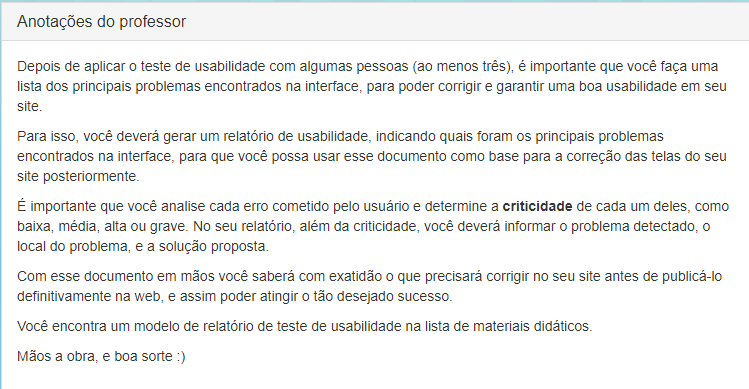 Anotações do professor
Depois de aplicar o teste de usabilidade com algumas pessoas (ao menos três), é importante que você faça uma
lista dos principais problemas encontrados na interface, para poder corrigir e garantir uma boa usabilidade em seu
site.
Para isso, você deverá gerar um relatório de usabilidade, indicando quais foram os principais problemas
encontrados na interface, para que você possa usar esse documento como base para a correção das telas do seu
site posteriormente.
É importante que você analise cada erro cometido pelo usuário e determine a criticidade de cada um deles, como
baixa, média, alta ou grave. No seu relatório, além da criticidade, você deverá informar o problema detectado, o
local do problema, e a solução proposta.
Com esse documento em mãos você saberá com exatidão o que precisará corrigir no seu site antes de publicá-lo
definitivamente na web, e assim poder atingir o tão desejado sucesso.
Você encontra um modelo de relatório de teste de usabilidade na lista de materiais didáticos.
Mãos a obra, e boa sorte :)